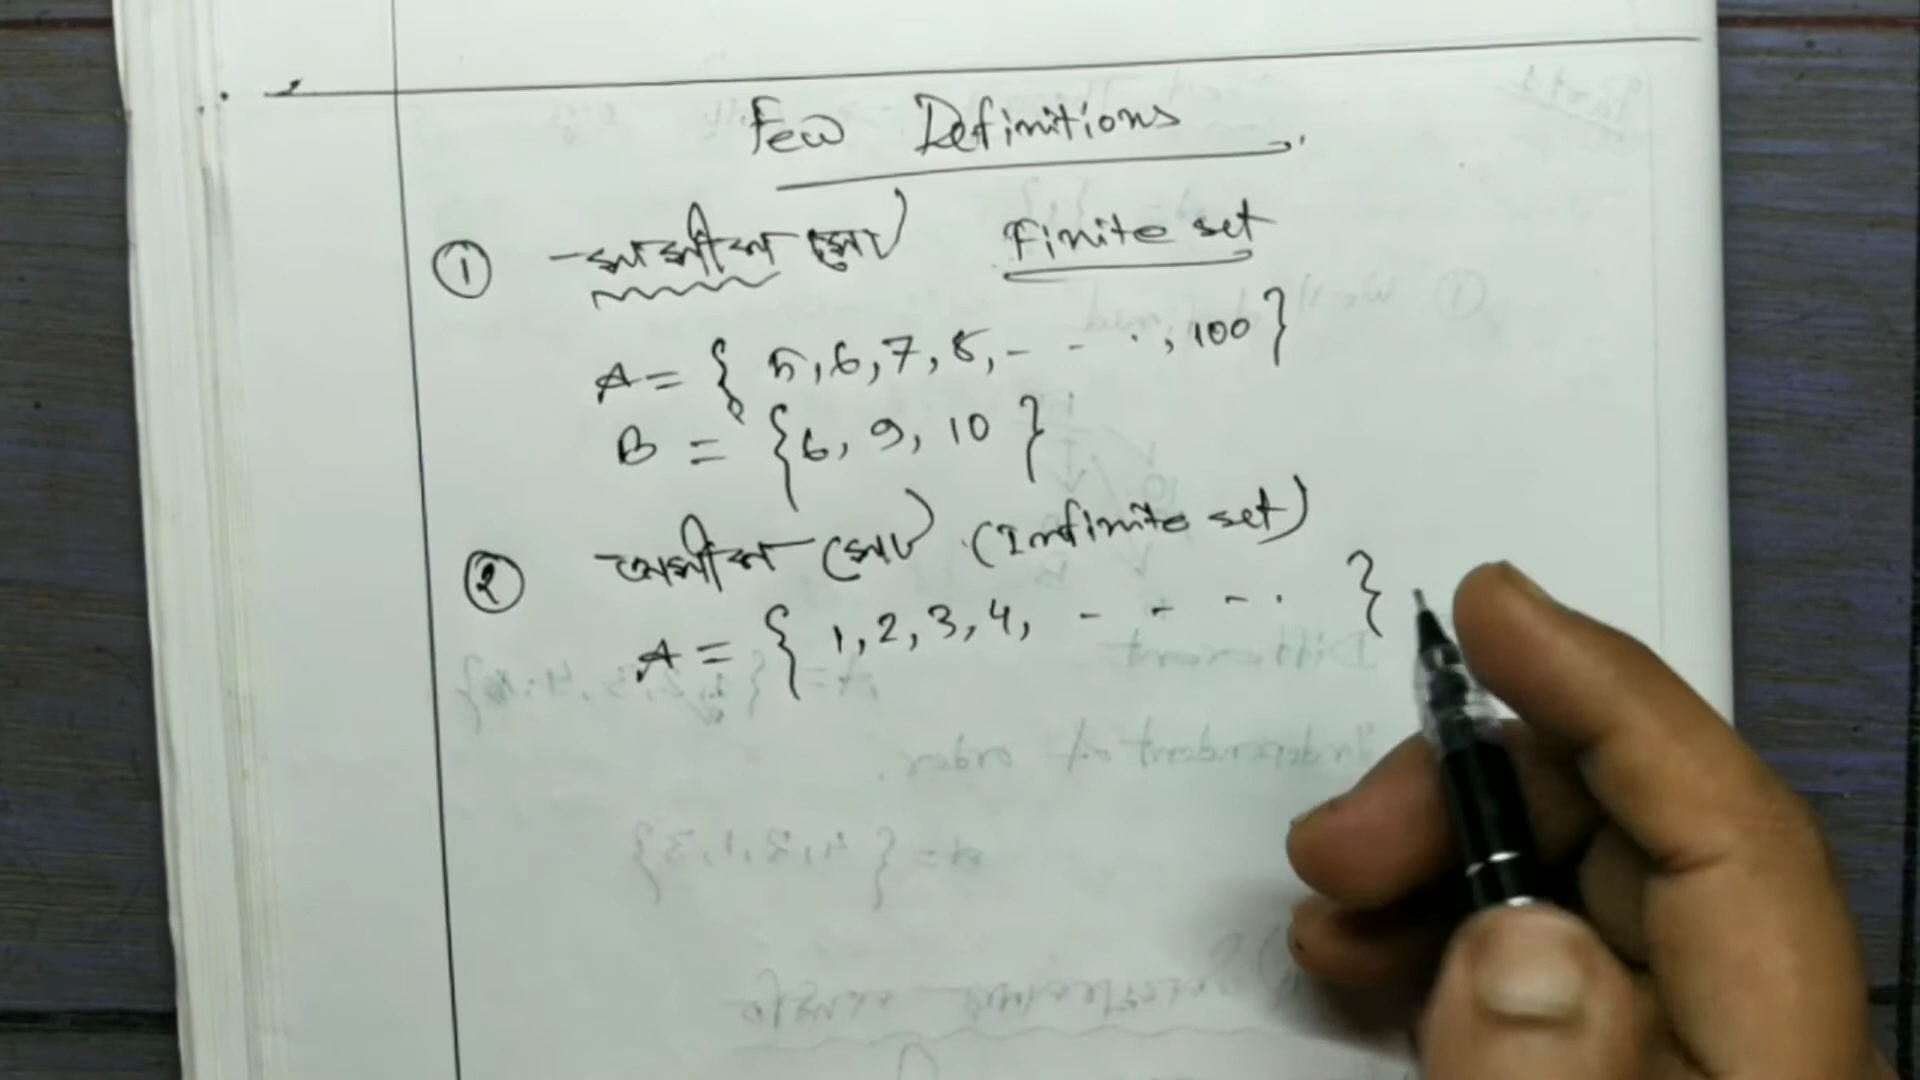 Few Definitions
① সসীম সেট Finite set
A = { 5, 6, 7, 8, - - ., 100 }
B = { 6, 9, 10 }
② অসীম সেট (Infinite set)
A = { 1, 2, 3, 4, - - - . }